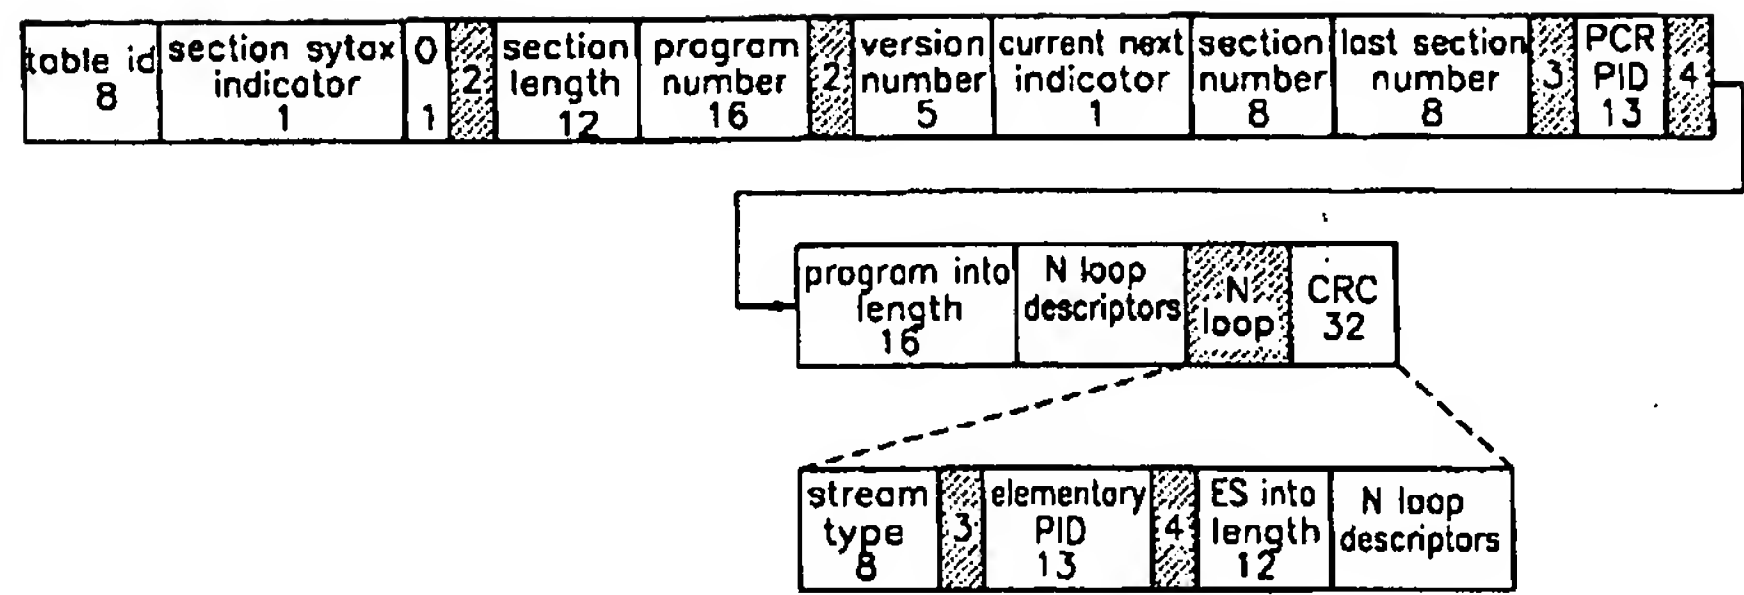 table id
8
section sytax
indicator
1
0
1
2
section
length
12
program
number
16
2
version
number
5
current next
indicator
1
section
number
8
last section
number
8
3
PCR
PID
13
4
program into
length
16
N loop
descriptors
N
loop
CRC
32
stream
type
8
3
elementary
PID
13
4
ES into
length
12
N loop
descriptors